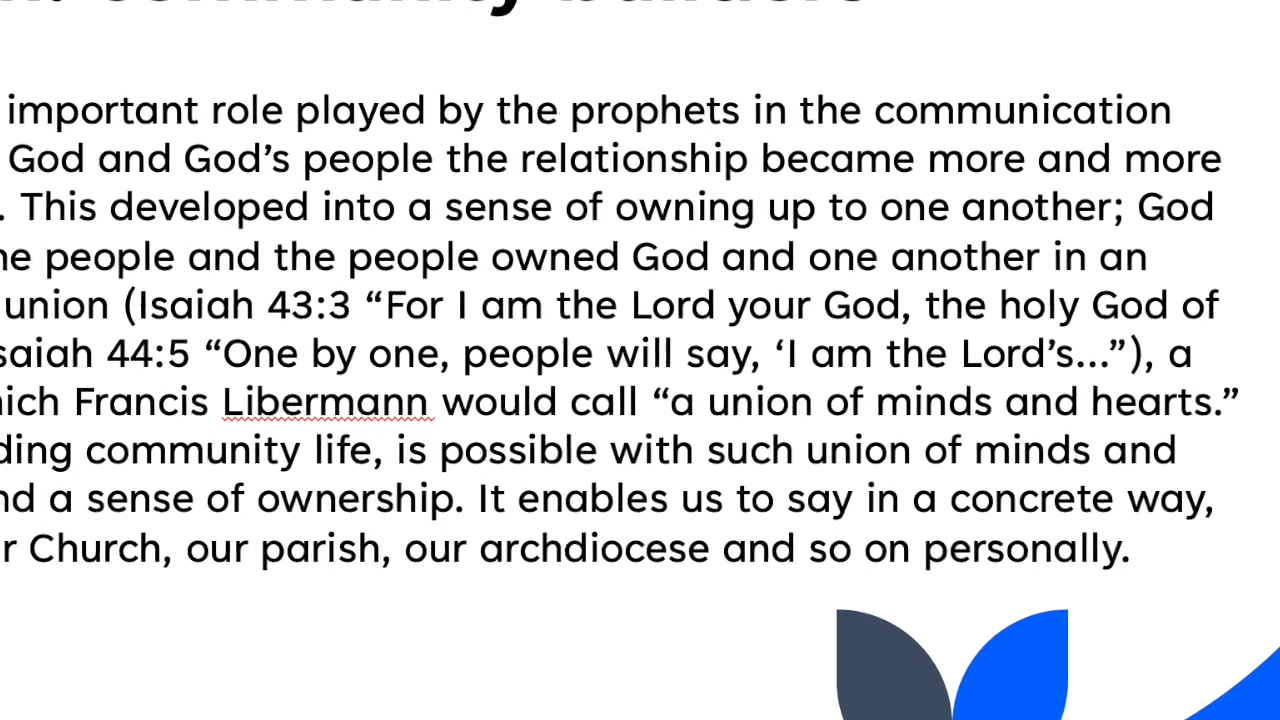 community builders
important role played by the prophets in the communication
God and God’s people the relationship became more and more
. This developed into a sense of owning up to one another; God
people and the people owned God and one another in an
union (Isaiah 43:3 “For I am the Lord your God, the holy God of
44:5 “One by one, people will say, ‘I am the Lord’s...”), a
Francis Libermann would call “a union of minds and hearts.”
community life, is possible with such union of minds and
a sense of ownership. It enables us to say in a concrete way,
Church, our parish, our archdiocese and so on personally.